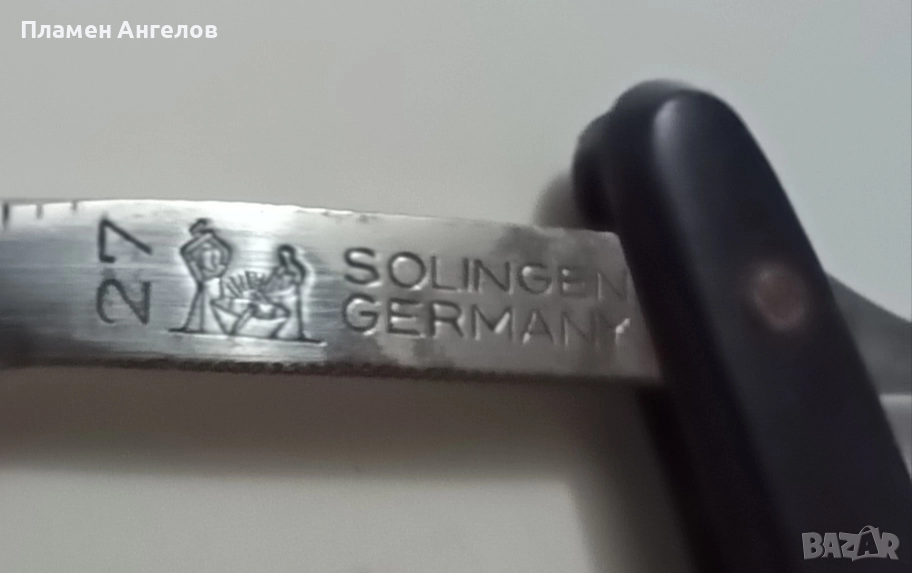 Пламен Ангелов
27
SOLINGEN
GERMANY
BAZAR